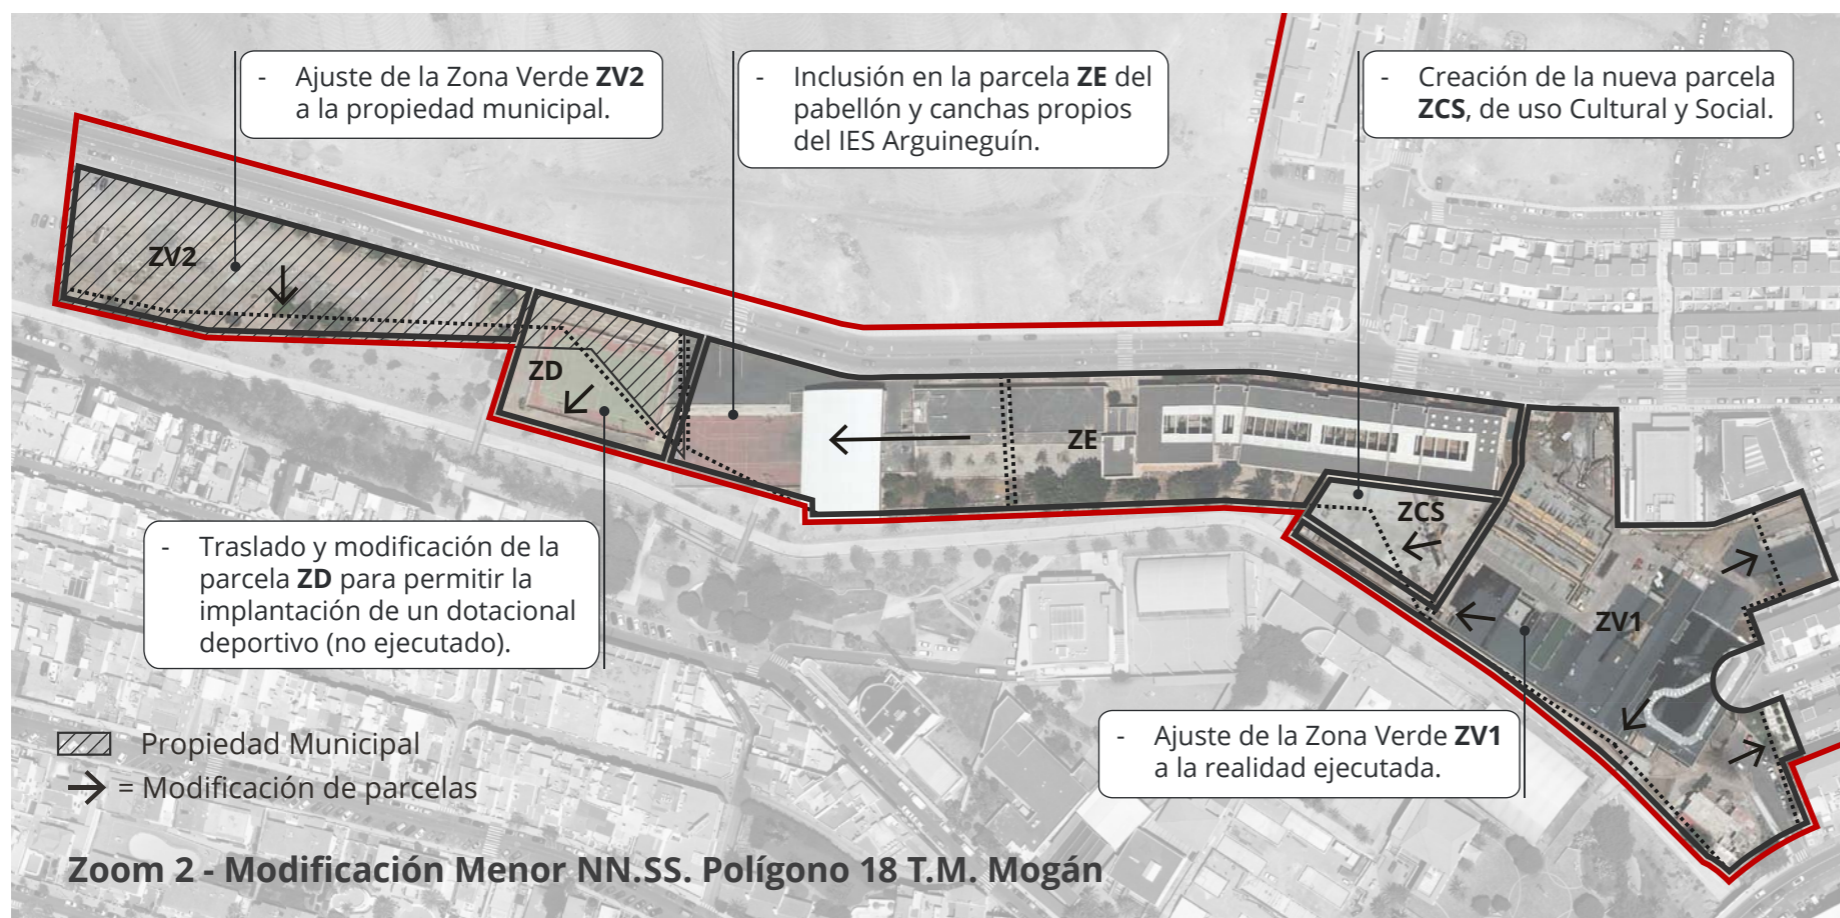 - Ajuste de la Zona Verde ZV2
a la propiedad municipal.
- Inclusión en la parcela ZE del
pabellón y canchas propios
del IES Arguineguín.
- Creación de la nueva parcela
ZCS, de uso Cultural y Social.
ZV2
ZD
ZE
ZCS
ZV1
- Traslado y modificación de la
parcela ZD para permitir la
implantación de un dotacional
deportivo (no ejecutado).
- Ajuste de la Zona Verde ZV1
a la realidad ejecutada.
Propiedad Municipal
→ = Modificación de parcelas
Zoom 2 - Modificación Menor NN.SS. Polígono 18 T.M. Mogán